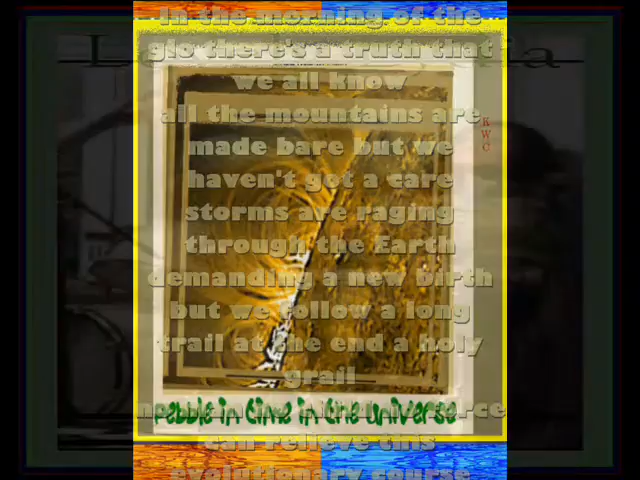 In the morning of the
glo there's a truth that
we all know
all the mountains are
made bare but we
haven't got a care
storms are raging
through the Earth
demanding a new birth
but we follow a long
trail at the end a holy
grail
KWC
pebble in time in the universe
can relieve this
evolutionary course